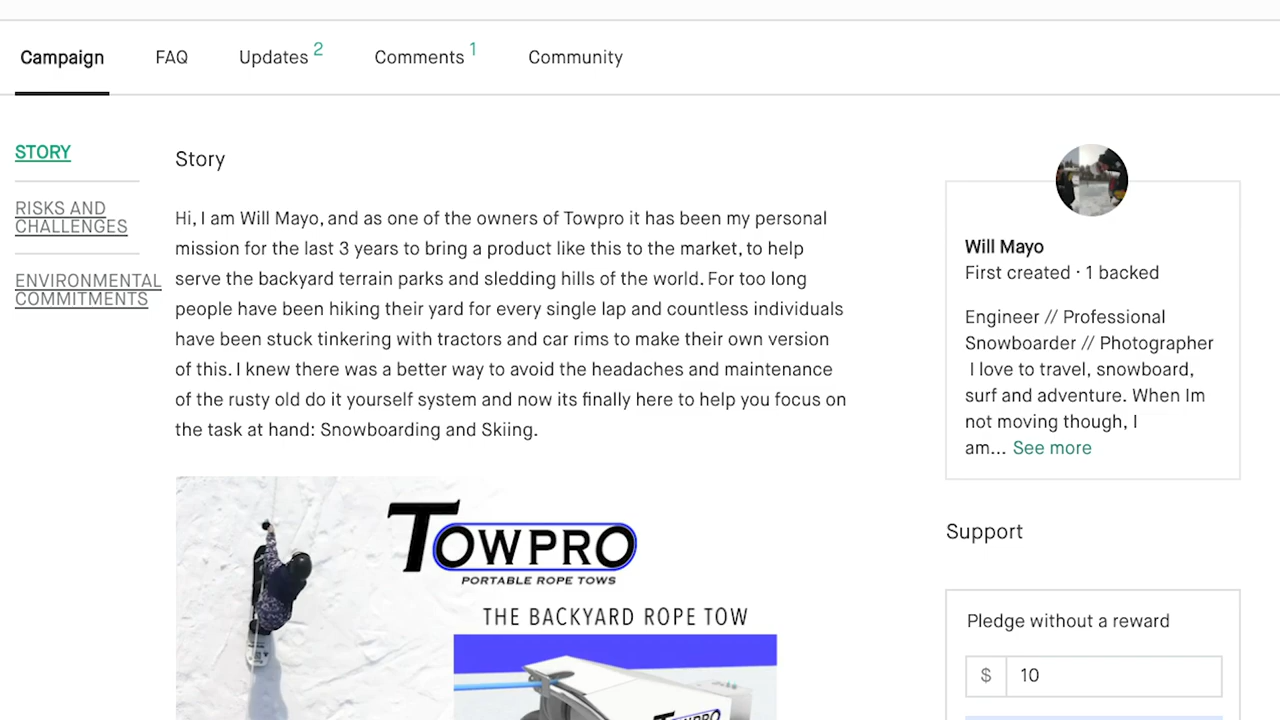 Campaign
FAQ
Updates 2
Comments 1
Community
STORY
RISKS AND
CHALLENGES
ENVIRONMENTAL
COMMITMENTS
Story
Hi, I am Will Mayo, and as one of the owners of Towpro it has been my personal
mission for the last 3 years to bring a product like this to the market, to help
serve the backyard terrain parks and sledding hills of the world. For too long
people have been hiking their yard for every single lap and countless individuals
have been stuck tinkering with tractors and car rims to make their own version
of this. I knew there was a better way to avoid the headaches and maintenance
of the rusty old do it yourself system and now its finally here to help you focus on
the task at hand: Snowboarding and Skiing.
TOWPRO
PORTABLE ROPE TOWS
THE BACKYARD ROPE TOW
TOWPRO
Will Mayo
First created · 1 backed
Engineer // Professional
Snowboarder // Photographer
I love to travel, snowboard,
surf and adventure. When Im
not moving though, I
am... See more
Support
Pledge without a reward
$ 10